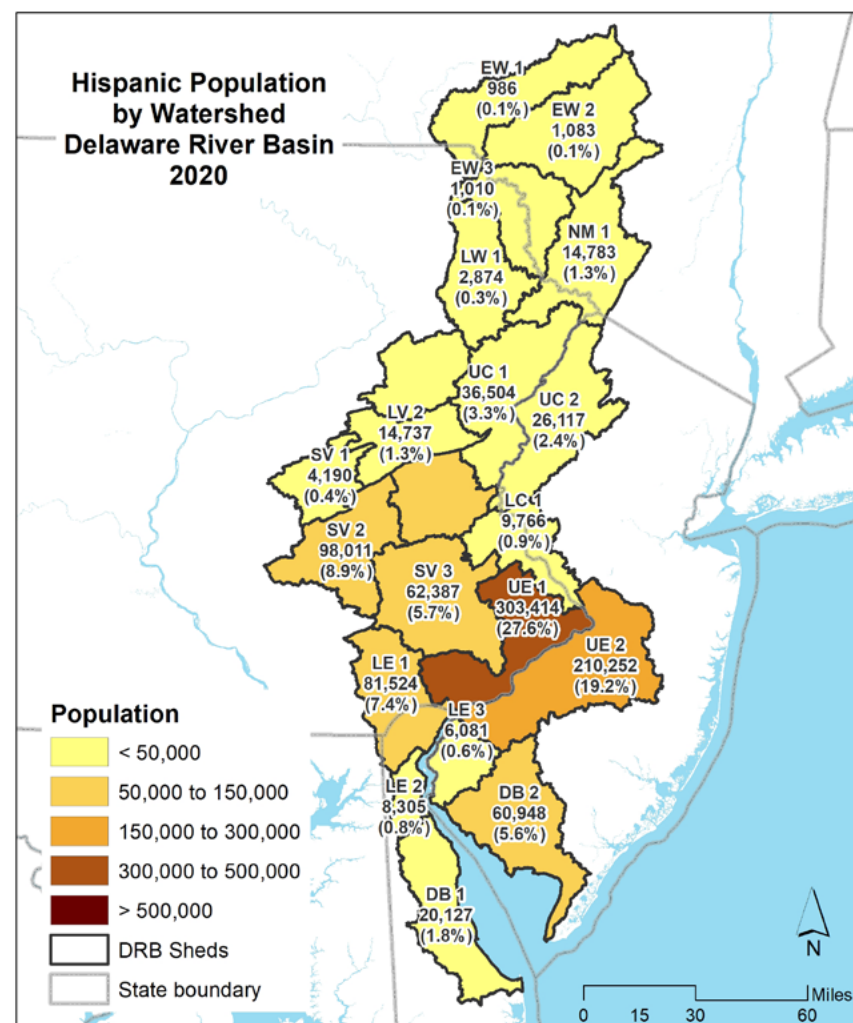 Hispanic Population
by Watershed
Delaware River Basin
2020
EW 1
986
(0.1%)
EW 2
1,083
(0.1%)
EW 3
1,010
(0.1%)
NM 1
14,783
(1.3%)
LW 1
2,874
(0.3%)
UC 1
36,504
(3.3%)
UC 2
26,117
(2.4%)
LV 2
14,737
(1.3%)
SV 1
4,190
(0.4%)
LC 1
9,766
(0.9%)
SV 2
98,011
(8.9%)
SV 3
62,387
(5.7%)
UE 1
303,414
(27.6%)
UE 2
210,252
(19.2%)
LE 1
81,524
(7.4%)
LE 3
6,081
(0.6%)
LE 2
8,305
(0.8%)
DB 2
60,948
(5.6%)
DB 1
20,127
(1.8%)
Population
< 50,000
50,000 to 150,000
150,000 to 300,000
300,000 to 500,000
> 500,000
DRB Sheds
State boundary
N
Miles
0 15 30 60